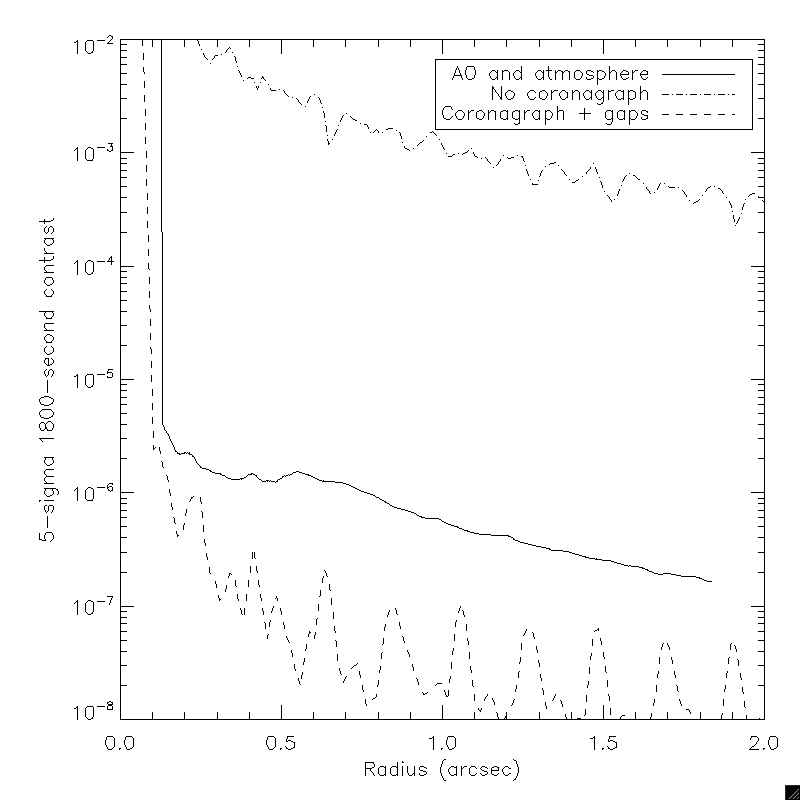 AO and atmosphere
No coronagraph
Coronagraph + gaps
10⁻²
10⁻³
10⁻⁴
10⁻⁵
10⁻⁶
10⁻⁷
10⁻⁸
5-sigma 1800-second contrast
0.0 0.5 1.0 1.5 2.0
Radius (arcsec)